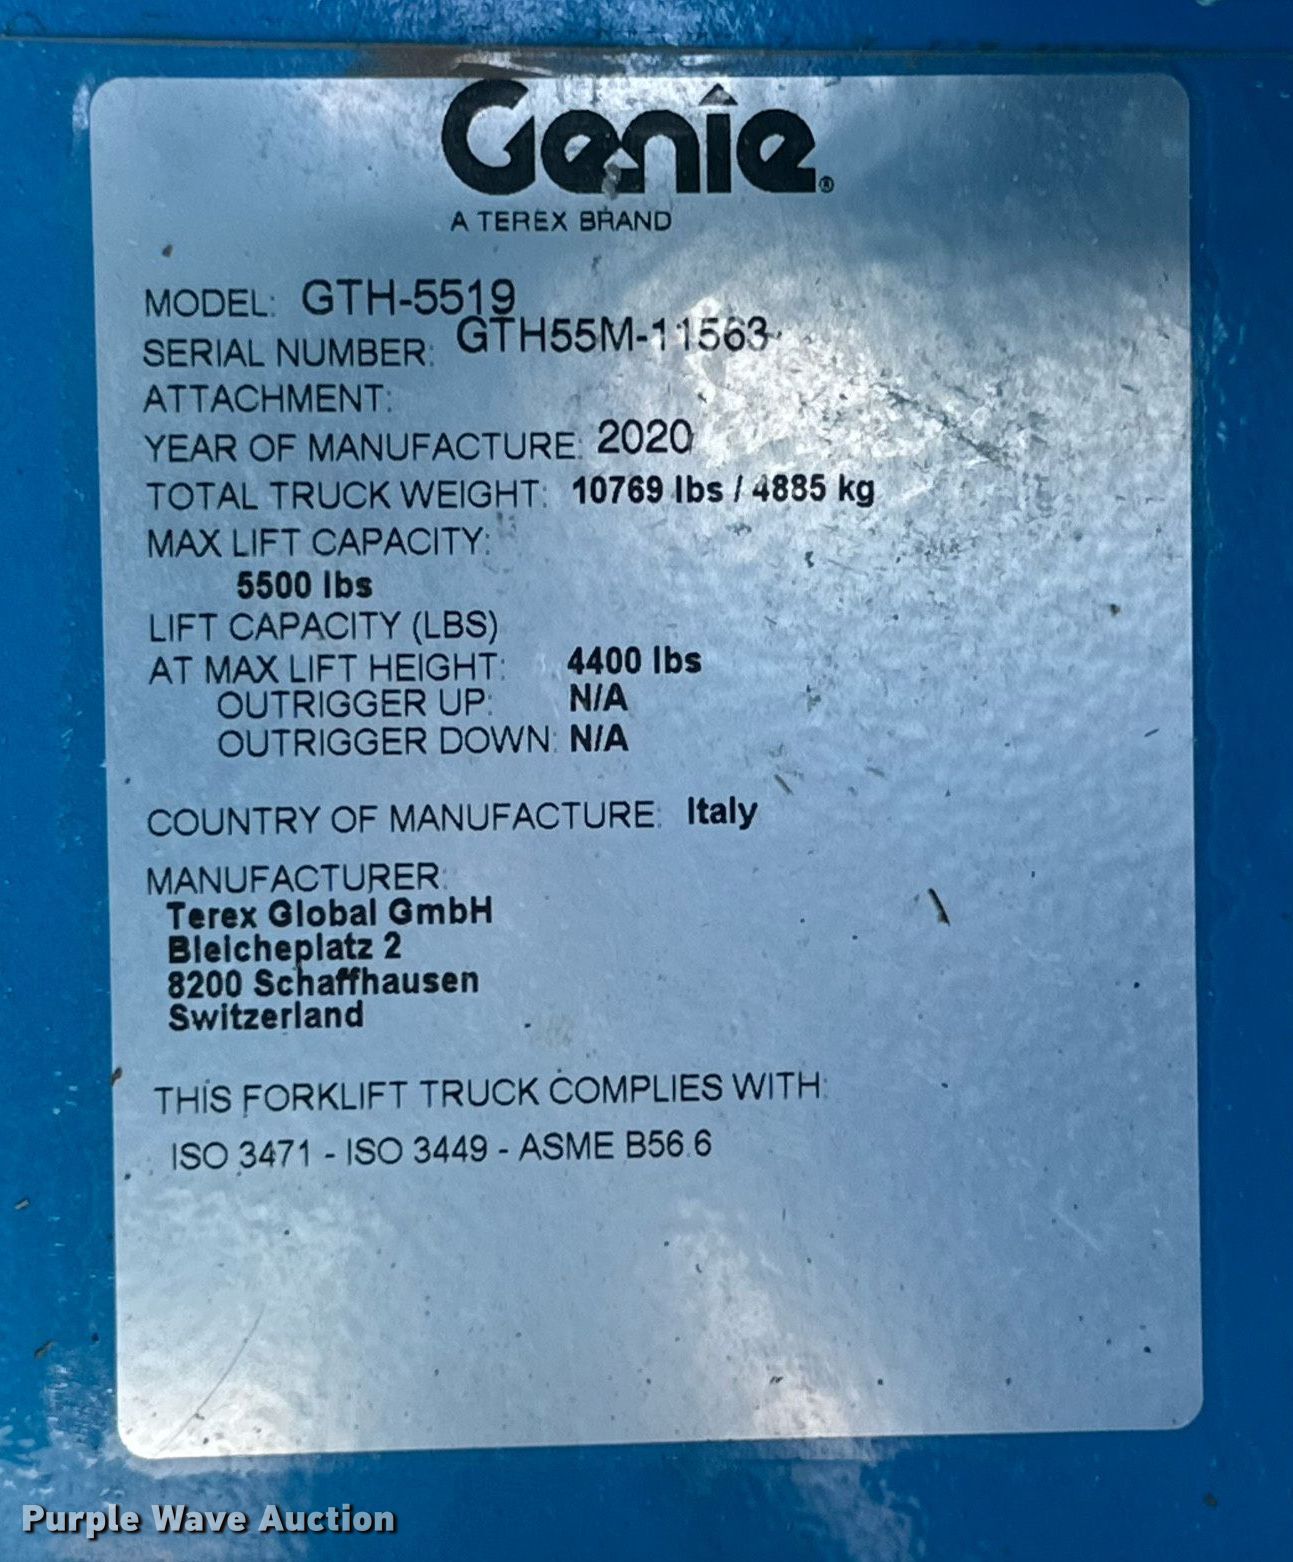 Genie®
A TEREX BRAND
MODEL: GTH-5519
SERIAL NUMBER: GTH55M-11563
ATTACHMENT:
YEAR OF MANUFACTURE: 2020
TOTAL TRUCK WEIGHT: 10769 lbs / 4885 kg
MAX LIFT CAPACITY:
5500 lbs
LIFT CAPACITY (LBS)
AT MAX LIFT HEIGHT: 4400 lbs
OUTRIGGER UP: N/A
OUTRIGGER DOWN: N/A
COUNTRY OF MANUFACTURE: Italy
MANUFACTURER:
Terex Global GmbH
Bleicheplatz 2
8200 Schaffhausen
Switzerland
THIS FORKLIFT TRUCK COMPLIES WITH:
ISO 3471 - ISO 3449 - ASME B56.6
Purple Wave Auction